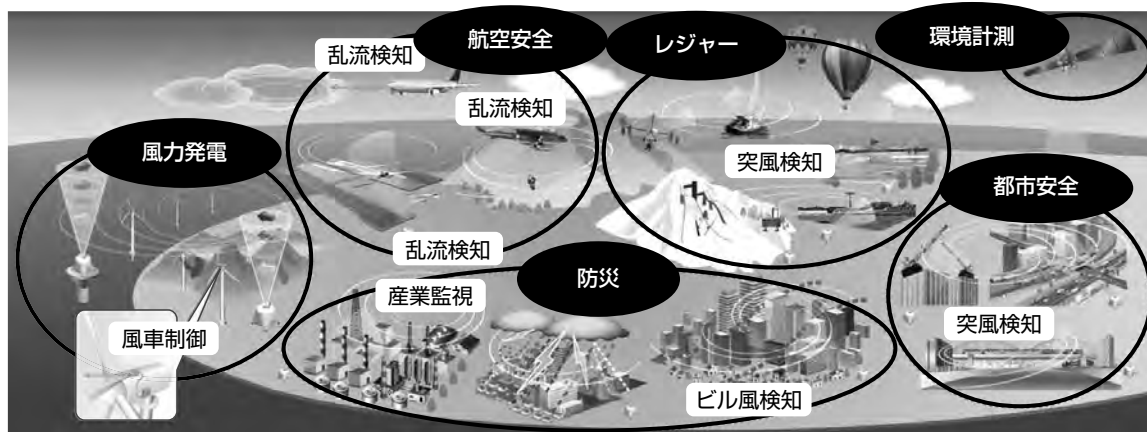 航空安全
レジャー
環境計測
乱流検知
乱流検知
風力発電
突風検知
都市安全
乱流検知
防災
産業監視
突風検知
風車制御
ビル風検知